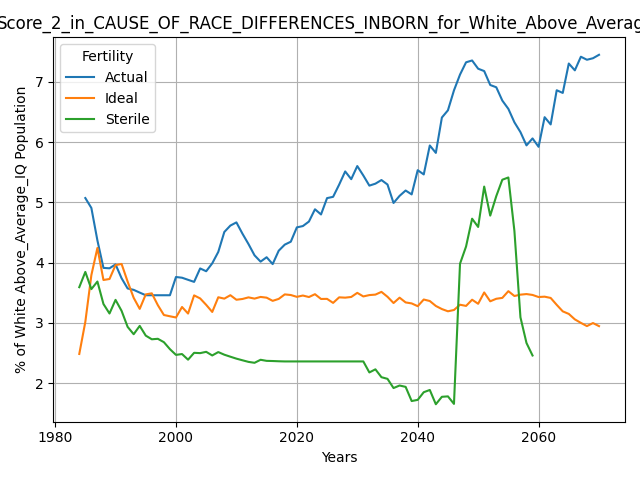 Score_2_in_CAUSE_OF_RACE_DIFFERENCES_INBORN_for_White_Above_Averag
Fertility
Actual
Ideal
Sterile
% of White Above_Average_IQ Population
7
6
5
4
3
2
1980
2000
2020
2040
2060
Years